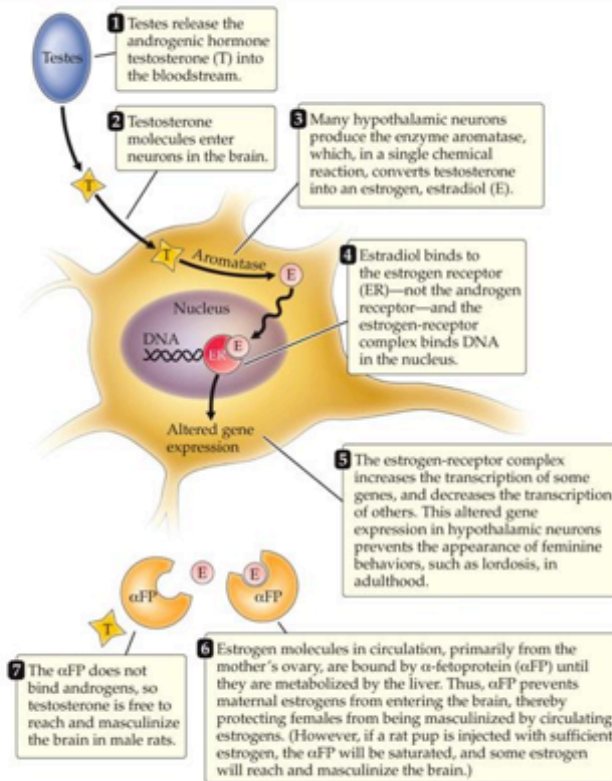 Testes
1 Testes release the
androgenic hormone
testosterone (T) into
the bloodstream.
2 Testosterone
molecules enter
neurons in the brain.
3 Many hypothalamic neurons
produce the enzyme aromatase,
which, in a single chemical
reaction, converts testosterone
into an estrogen, estradiol (E).
T
T
Aromatase
E
4 Estradiol binds to
the estrogen receptor
(ER)—not the androgen
receptor—and the
estrogen-receptor
complex binds DNA
in the nucleus.
Nucleus
DNA
ER
E
Altered gene
expression
5 The estrogen-receptor complex
increases the transcription of some
genes, and decreases the transcription
of others. This altered gene
expression in hypothalamic neurons
prevents the appearance of feminine
behaviors, such as lordosis, in
adulthood.
E
E
αFP
αFP
T
7 The αFP does not
bind androgens, so
testosterone is free to
reach and masculinize
the brain in male rats.
6 Estrogen molecules in circulation, primarily from the
mother's ovary, are bound by α-fetoprotein (αFP) until
they are metabolized by the liver. Thus, αFP prevents
maternal estrogens from entering the brain, thereby
protecting females from being masculinized by circulating
estrogens. (However, if a rat pup is injected with sufficient
estrogen, the αFP will be saturated, and some estrogen
will reach and masculinize the brain.)